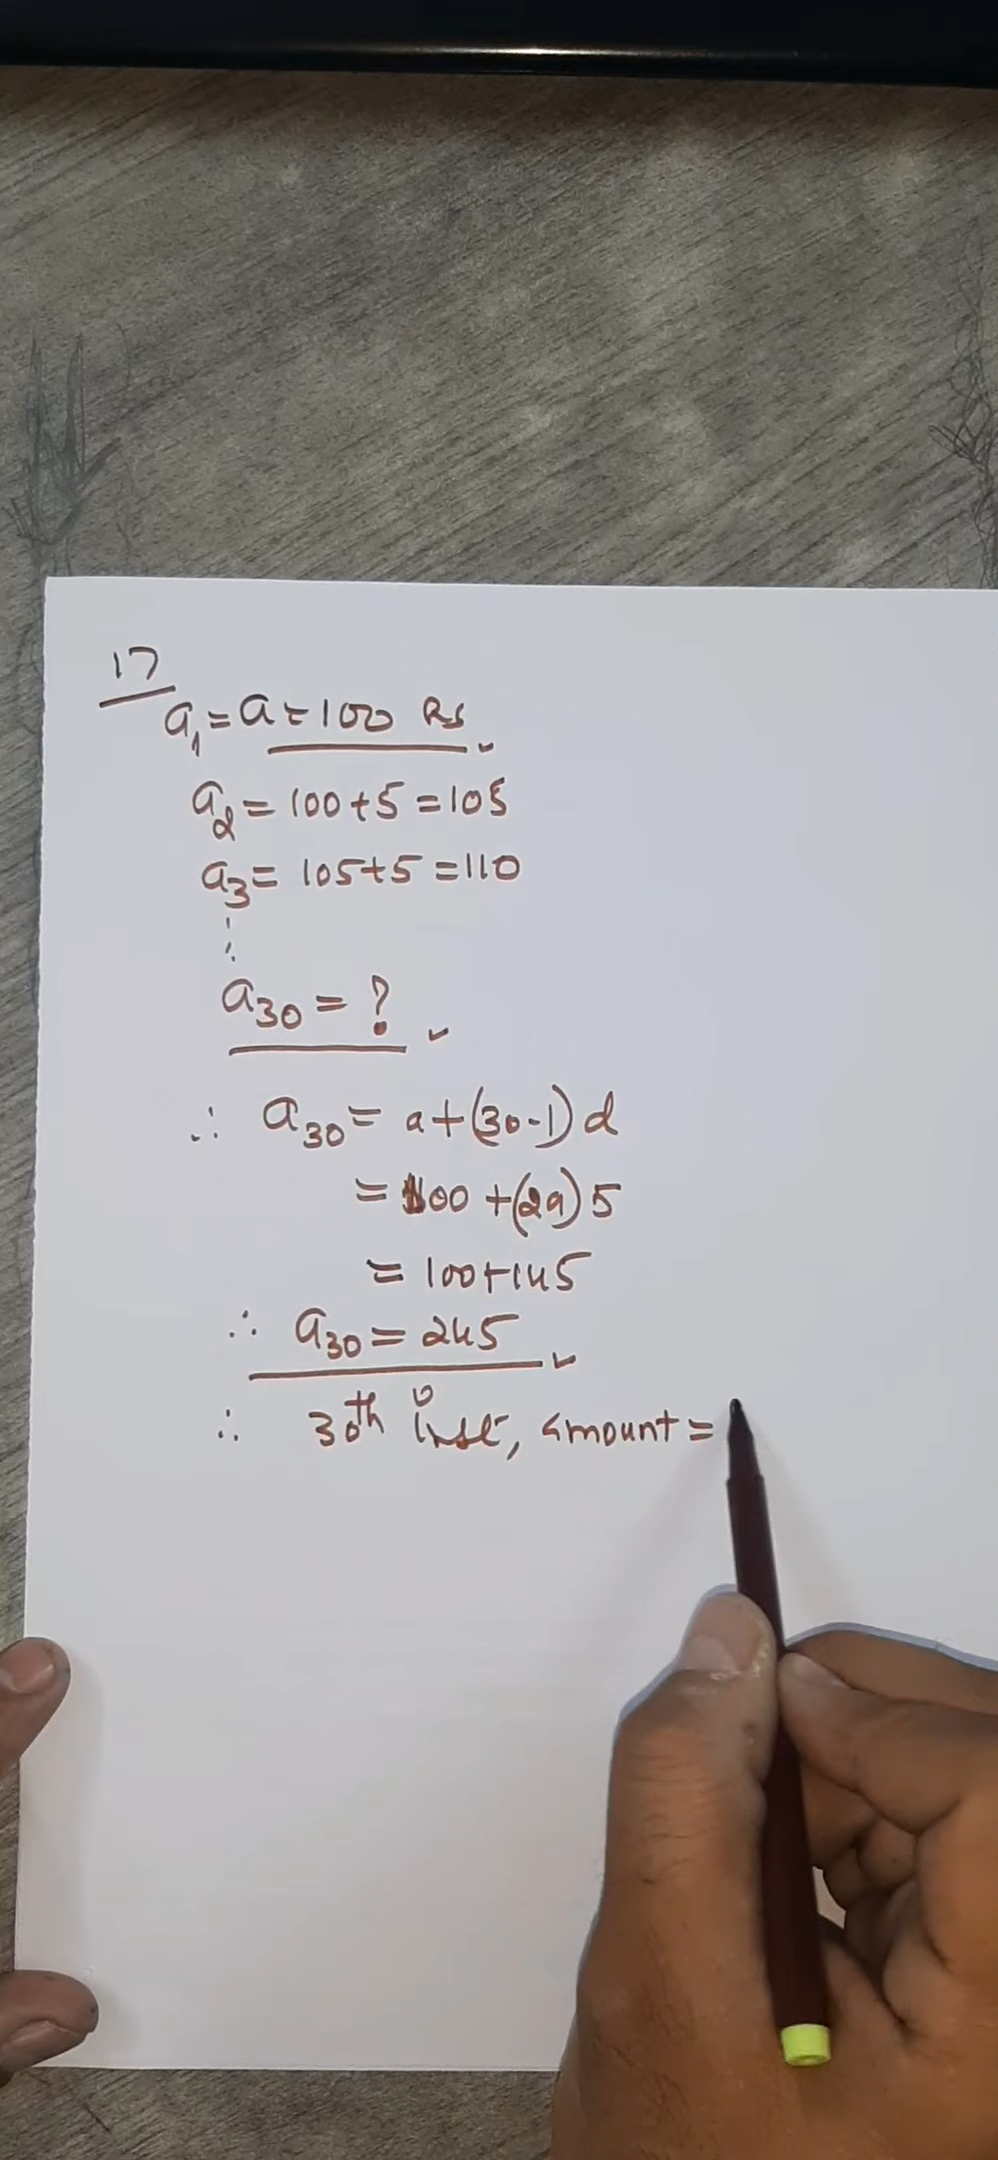 17
a₁ = a = 100 Rs.
a₂ = 100+5 = 105
a₃ = 105+5 = 110
⋮
a₃₀ = ?
∴ a₃₀ = a+(30-1)d
= 100 +(29)5
= 100+145
∴ a₃₀ = 245
∴ 30th inst, amount =